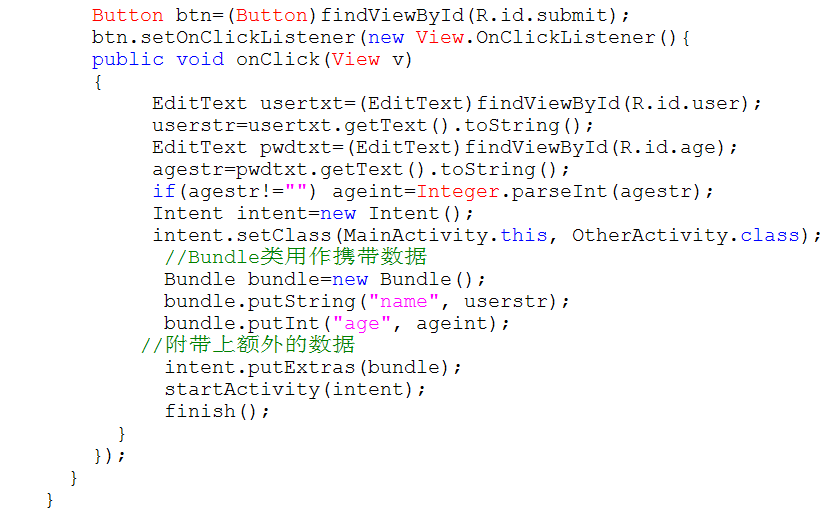 Button btn=(Button)findViewById(R.id.submit);
btn.setOnClickListener(new View.OnClickListener(){
public void onClick(View v)
{
EditText usertxt=(EditText)findViewById(R.id.user);
userstr=usertxt.getText().toString();
EditText pwdtxt=(EditText)findViewById(R.id.age);
agestr=pwdtxt.getText().toString();
if(agestr!="") ageint=Integer.parseInt(agestr);
Intent intent=new Intent();
intent.setClass(MainActivity.this, OtherActivity.class);
//Bundle类用作携带数据
Bundle bundle=new Bundle();
bundle.putString("name", userstr);
bundle.putInt("age", ageint);
//附带上额外的数据
intent.putExtras(bundle);
startActivity(intent);
finish();
}
});
}
}